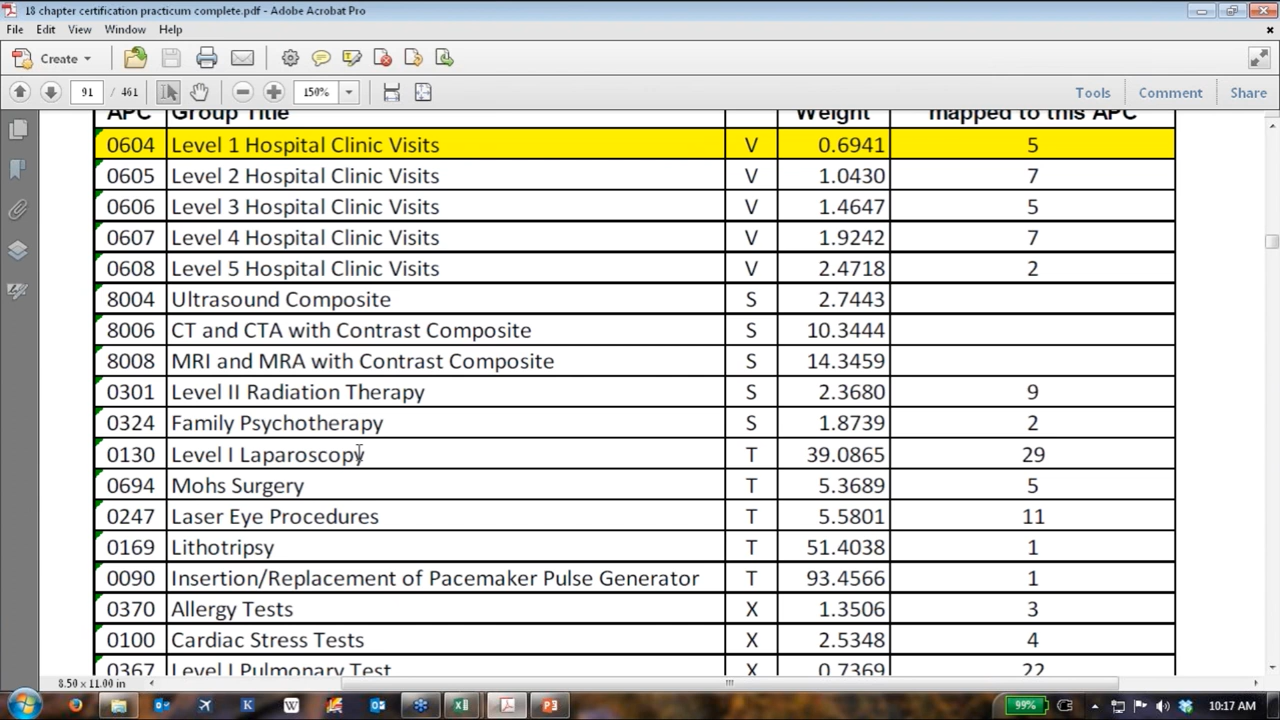 18 chapter certification practicum complete.pdf - Adobe Acrobat Pro
File Edit View Window Help
Create
91 / 461 150% Tools Comment Share
APC Group Title Weight mapped to this APC
0604 Level 1 Hospital Clinic Visits V 0.6941 5
0605 Level 2 Hospital Clinic Visits V 1.0430 7
0606 Level 3 Hospital Clinic Visits V 1.4647 5
0607 Level 4 Hospital Clinic Visits V 1.9242 7
0608 Level 5 Hospital Clinic Visits V 2.4718 2
8004 Ultrasound Composite S 2.7443
8006 CT and CTA with Contrast Composite S 10.3444
8008 MRI and MRA with Contrast Composite S 14.3459
0301 Level II Radiation Therapy S 2.3680 9
0324 Family Psychotherapy S 1.8739 2
0130 Level I Laparoscopy T 39.0865 29
0694 Mohs Surgery T 5.3689 5
0247 Laser Eye Procedures T 5.5801 11
0169 Lithotripsy T 51.4038 1
0090 Insertion/Replacement of Pacemaker Pulse Generator T 93.4566 1
0370 Allergy Tests X 1.3506 3
0100 Cardiac Stress Tests X 2.5348 4
0367 Level I Pulmonary Test X 0.7369 22
8.50 x 11.00 in
99% 10:17 AM